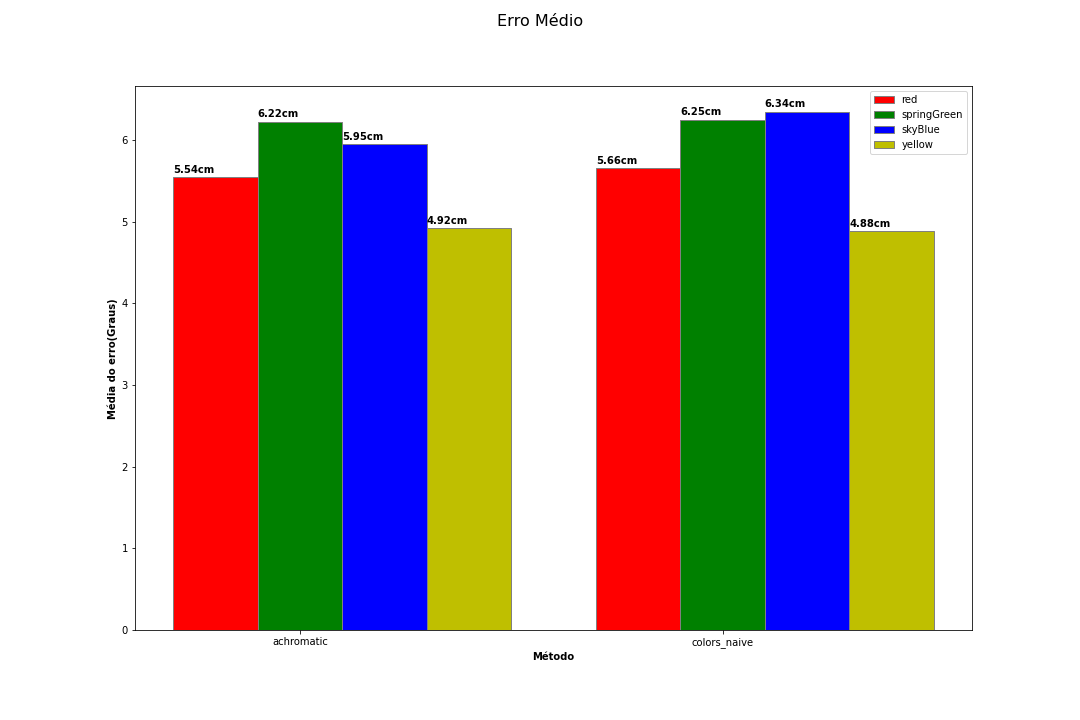 Erro Médio
red
springGreen
skyBlue
yellow
5.54cm
6.22cm
5.95cm
4.92cm
5.66cm
6.25cm
6.34cm
4.88cm
Média do erro(Graus)
6
5
4
3
2
1
0
achromatic
colors_naive
Método